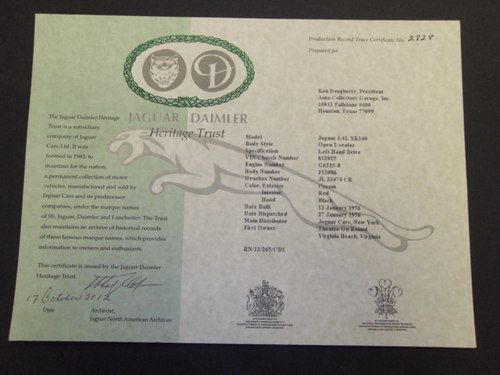 Production Record Trace Certificate No: 2828
Prepared for
Ken Dougherty, President
Auto Collectors Garage, Inc.
10811 Fallstone #400
Houston, Texas 77099
JAGUAR DAIMLER
Heritage Trust
The Jaguar Daimler Heritage
Trust is a subsidiary
company of Jaguar
Cars Ltd. It was
formed in 1983, to
maintain for the nation,
a permanent collection of motor
vehicles, manufactured and sold by
Jaguar Cars and its predecessor
companies, under the marque names
of SS, Jaguar, Daimler and Lanchester. The Trust
also maintains an archive of historical records
of these famous marque names, which provides
information to owners and enthusiasts.
This certificate is issued by the Jaguar Daimler
Heritage Trust.
17 October 2012
Date Archivist,
Jaguar North American Archives
Model Jaguar 3.4L XK140
Body Style Open 2-seater
Specification Left Hand Drive
VIN/Chassis Number 812025
Engine Number G6225-8
Body Number
Gearbox Number JL 33474 CR
Color, Exterior Cream
Interior Red
Hood Black
Date Built 13 January 1956
Date Dispatched 27 January 1956
Main Distributor Jaguar Cars, New York
First Owner Theatre-Go-Round
Virginia Beach, Virginia
RN/12/265/CD1